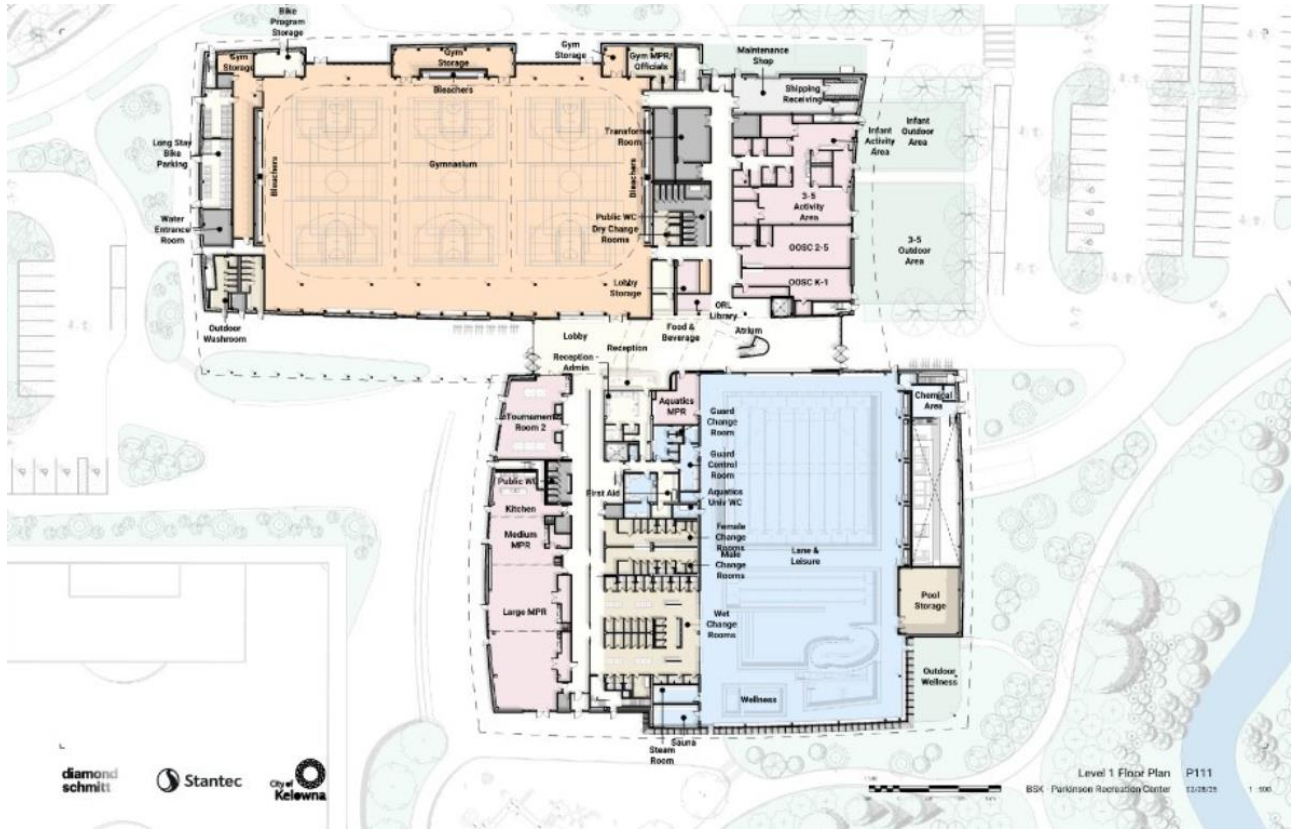 Bike
Program
Storage
Gym
Storage
Gym
Storage
Bleachers
Gym
Storage
Gym MPR/
Officials
Maintenance
Shop
Shipping
Receiving
Infant
Activity
Area
Infant
Outdoor
Area
Long Stay
Bike
Parking
Bleachers
Gymnasium
Bleachers
Transformer
Room
3-5
Activity
Area
Water
Entrance
Room
Public WC
Dry Change
Rooms
OOSC 2-5
3-5
Outdoor
Area
OOSC K-1
Lobby
Storage
ORL
Library
Outdoor
Washroom
Lobby
Reception
Food &
Beverage
Atrium
Reception -
Admin
Tournament
Room 2
Aquatics
MPR
Guard
Change
Room
Chemical
Area
Guard
Control
Room
Public WC
First Aid
Aquatics
Univ WC
Kitchen
Medium
MPR
Female
Change
Rooms
Male
Change
Rooms
Lane &
Leisure
Large MPR
Wet
Change
Rooms
Pool
Storage
Outdoor
Wellness
Wellness
Sauna
Steam
Room
diamond
schmitt
Stantec
City of
Kelowna
Level 1 Floor Plan P111
BSK - Parkinson Recreation Center